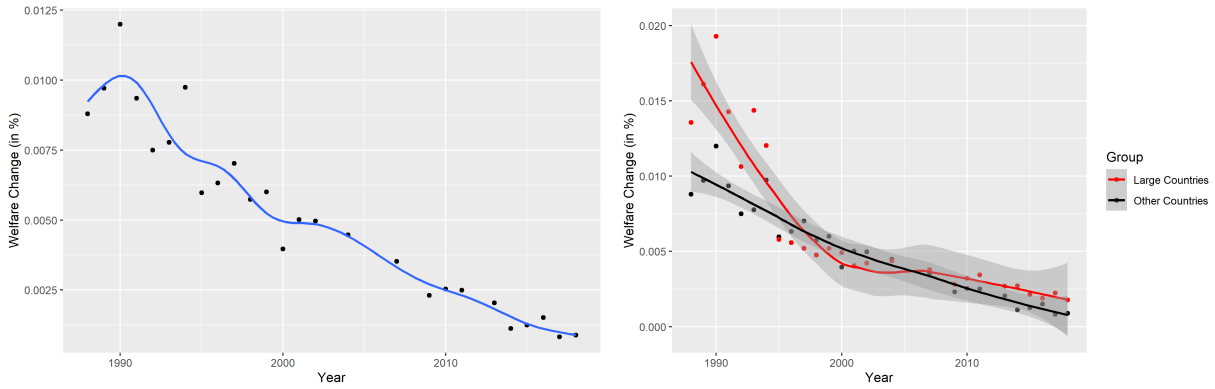 0.0125
0.0100
0.0075
0.0050
0.0025
Welfare Change (in %)
1990
2000
2010
Year
0.020
0.015
0.010
0.005
0.000
Welfare Change (in %)
1990
2000
2010
Year
Group
Large Countries
Other Countries